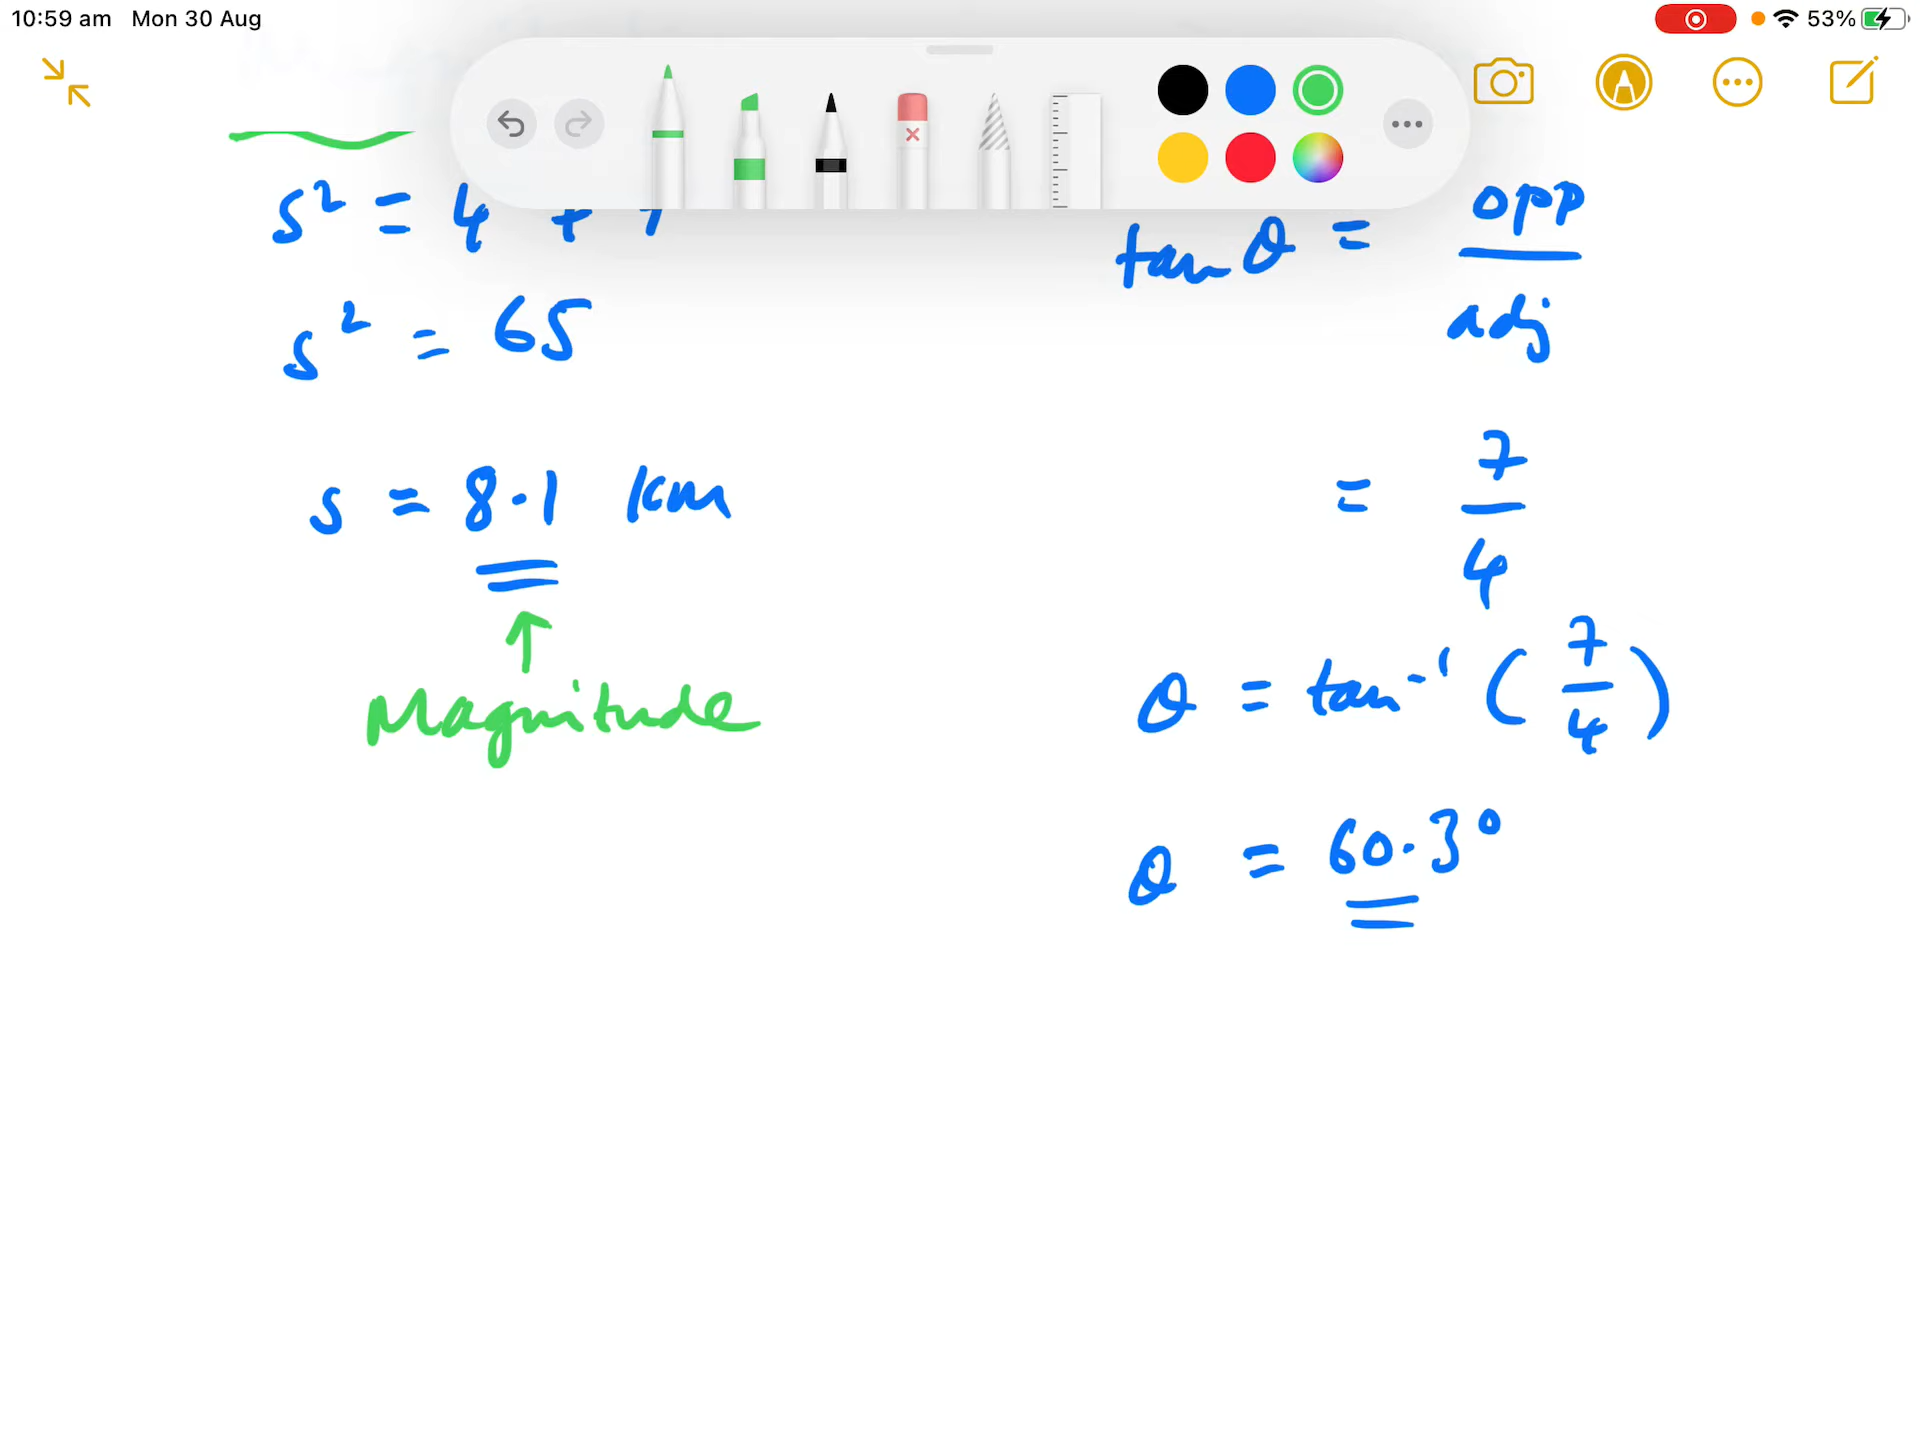 10:59 am Mon 30 Aug
53%
s² = 4 +
s² = 65
s = 8.1 km
Magnitude
tan θ = opp
adj
= 7
4
θ = tan⁻¹ ( 7/4 )
θ = 60.3°